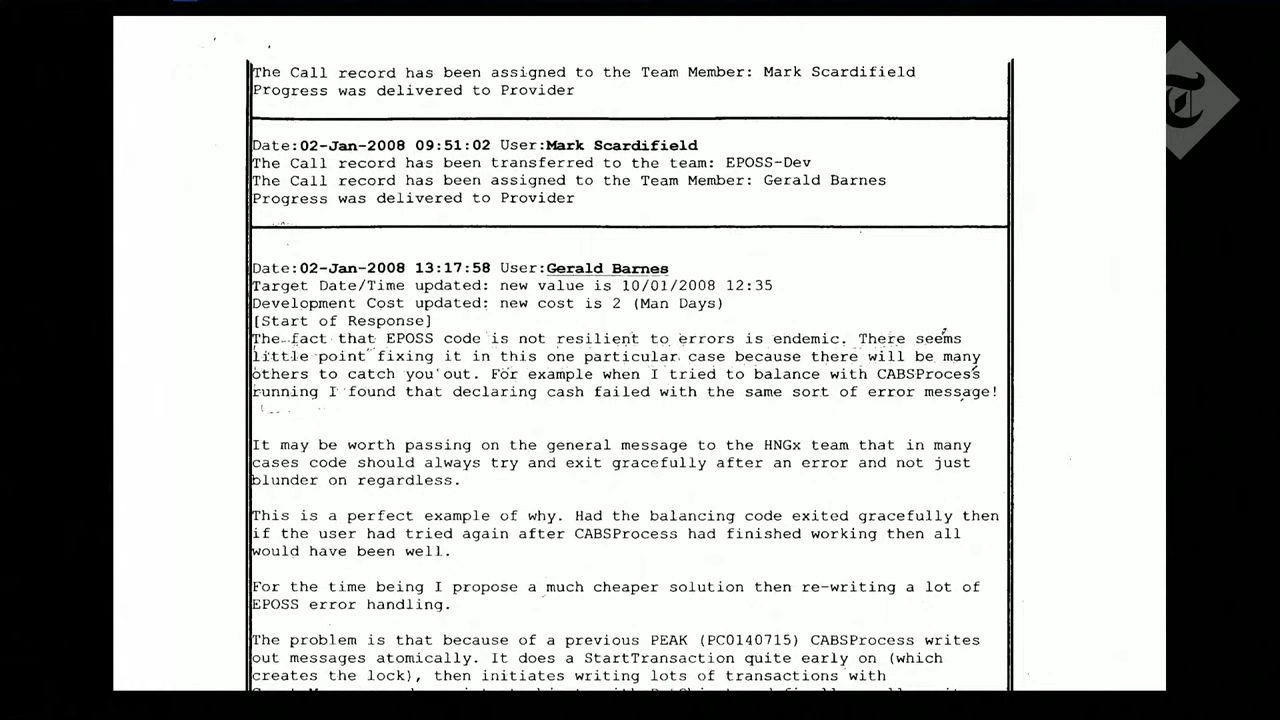 The Call record has been assigned to the Team Member: Mark Scardifield
Progress was delivered to Provider
Date:02-Jan-2008 09:51:02 User:Mark Scardifield
The Call record has been transferred to the team: EPOSS-Dev
The Call record has been assigned to the Team Member: Gerald Barnes
Progress was delivered to Provider
Date:02-Jan-2008 13:17:58 User:Gerald Barnes
Target Date/Time updated: new value is 10/01/2008 12:35
Development Cost updated: new cost is 2 (Man Days)
[Start of Response]
The fact that EPOSS code is not resilient to errors is endemic. There seems
little point fixing it in this one particular case because there will be many
others to catch you out. For example when I tried to balance with CABSProcess
running I found that declaring cash failed with the same sort of error message!
It may be worth passing on the general message to the HNGx team that in many
cases code should always try and exit gracefully after an error and not just
blunder on regardless.
This is a perfect example of why. Had the balancing code exited gracefully then
if the user had tried again after CABSProcess had finished working then all
would have been well.
For the time being I propose a much cheaper solution then re-writing a lot of
EPOSS error handling.
The problem is that because of a previous PEAK (PC0140715) CABSProcess writes
out messages atomically. It does a StartTransaction quite early on (which
creates the lock), then initiates writing lots of transactions with